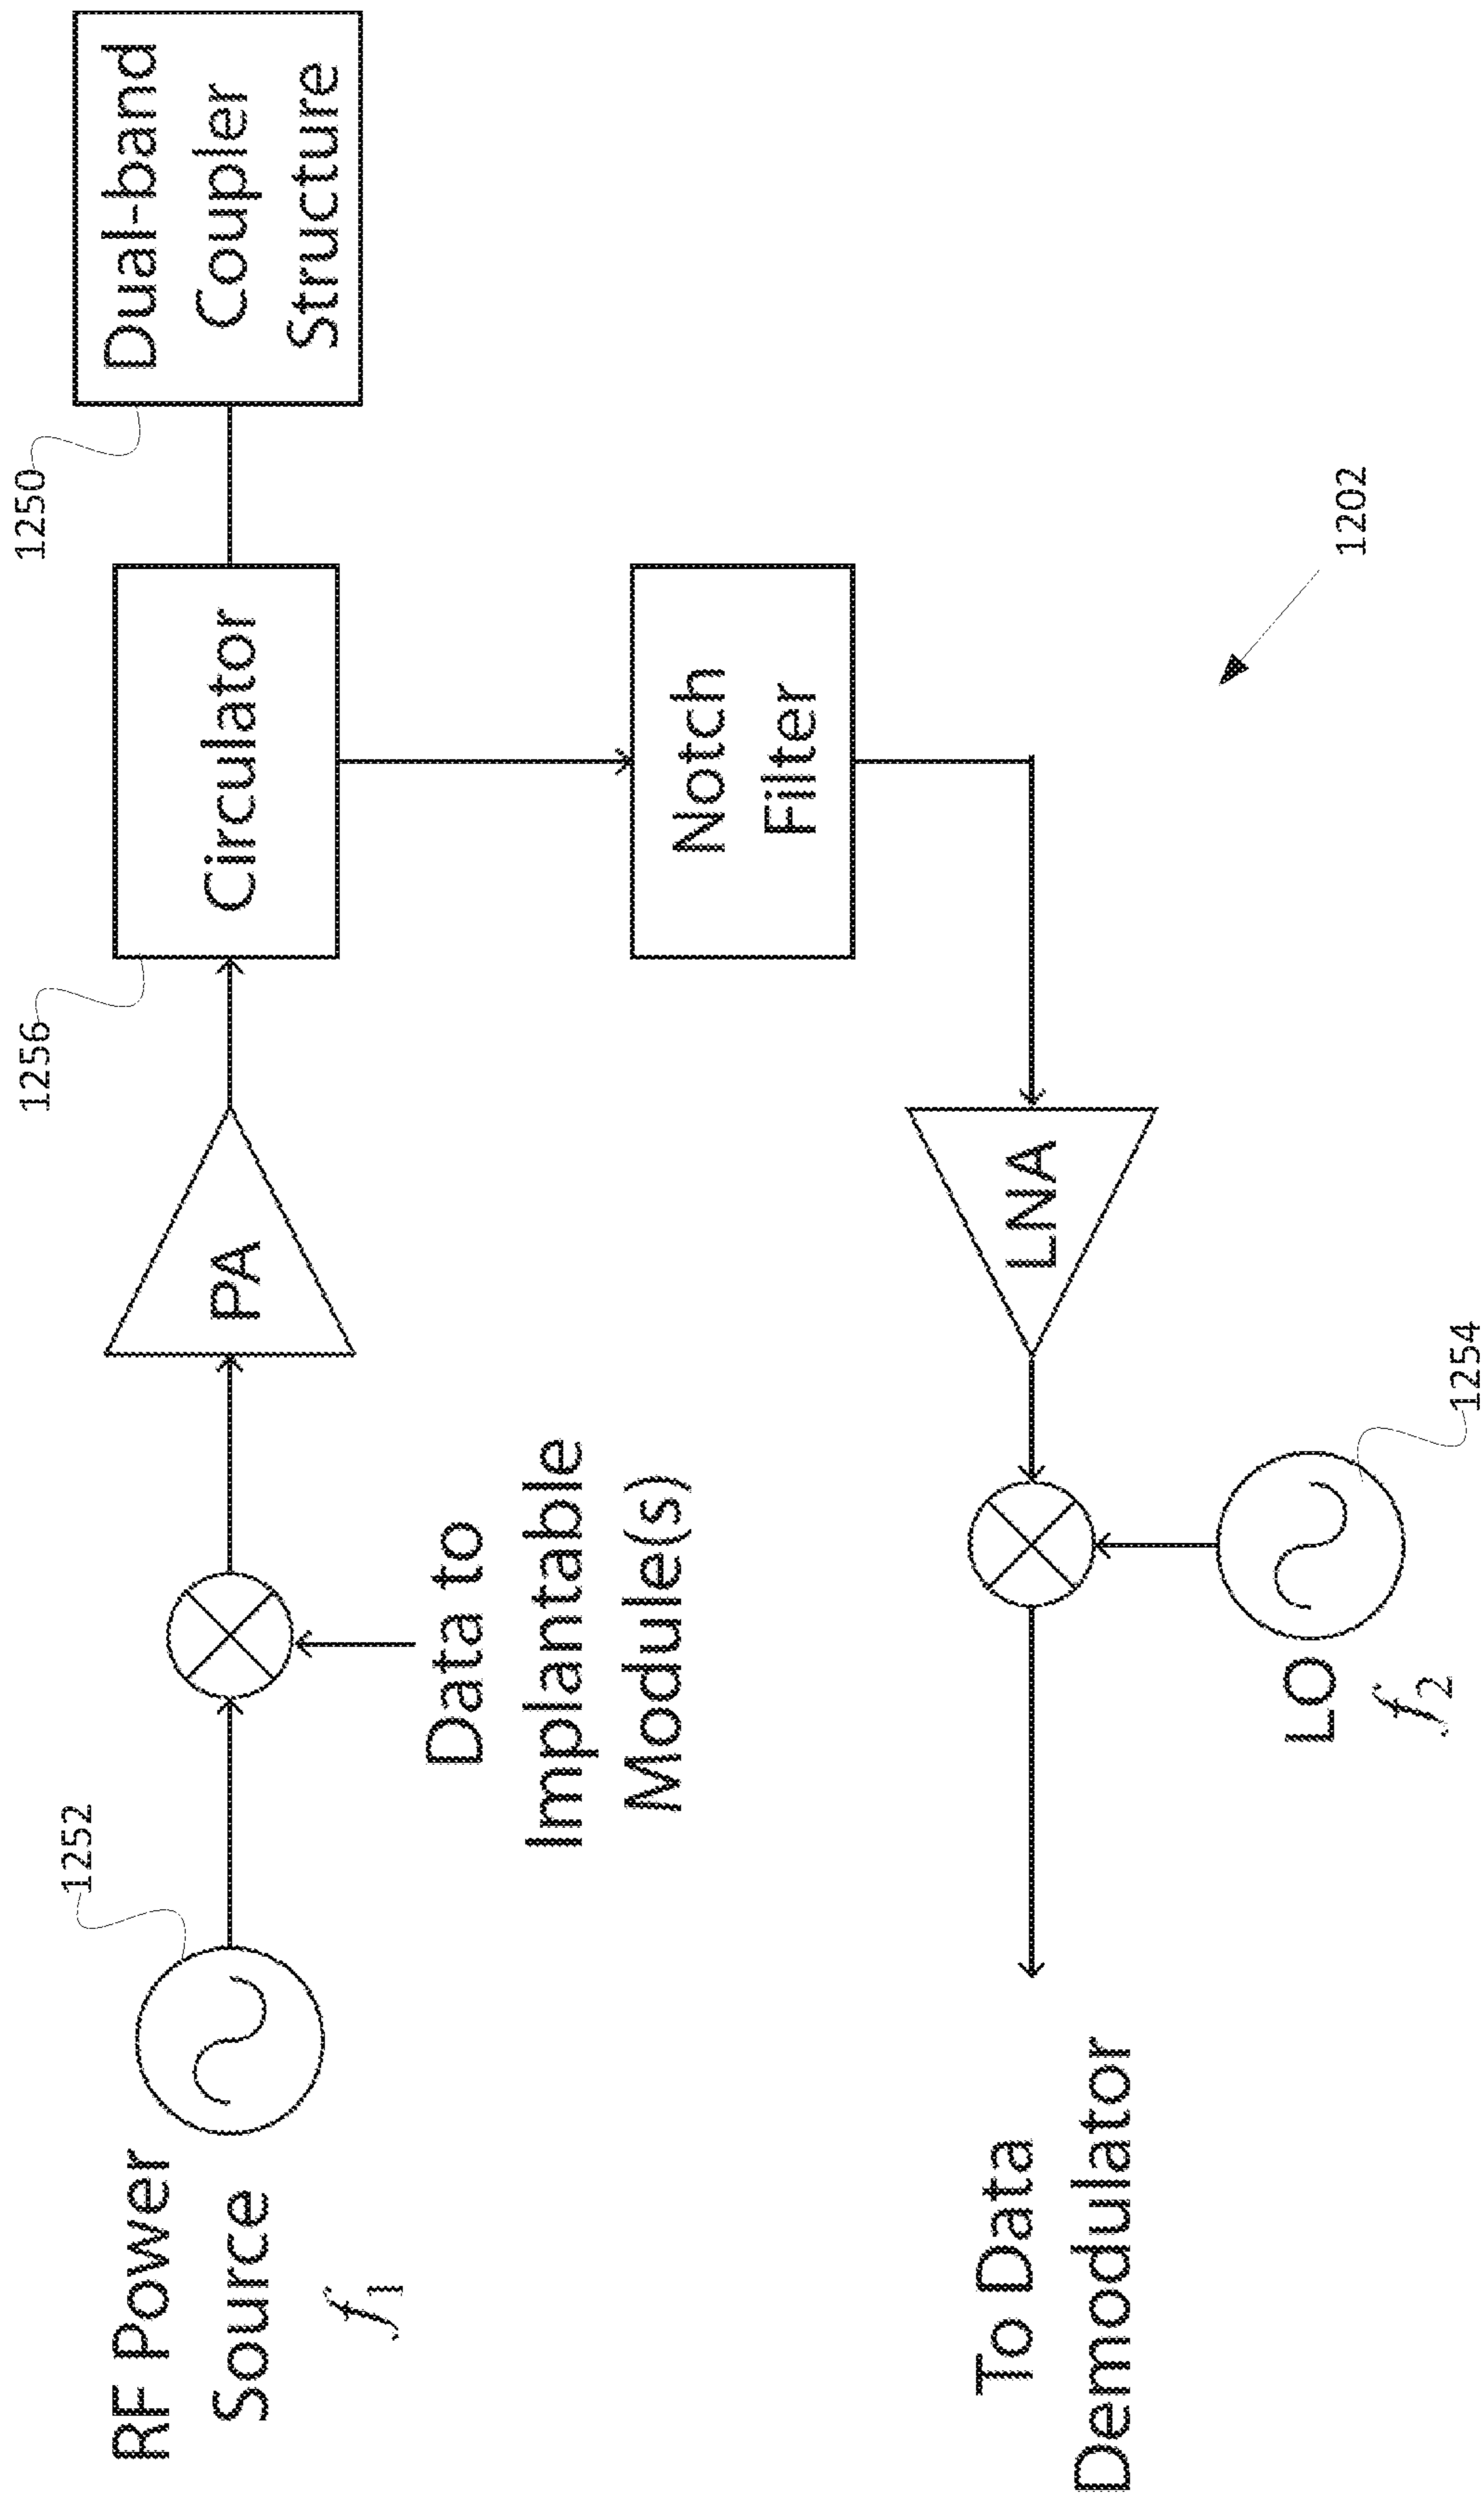 1252
1256
1250
RF Power
Source
f1
PA
Circulator
Dual-band
Coupler
Structure
Data to
Implantable
Module(s)
Notch
Filter
To Data
Demodulator
LNA
LO
f2
1254
1202